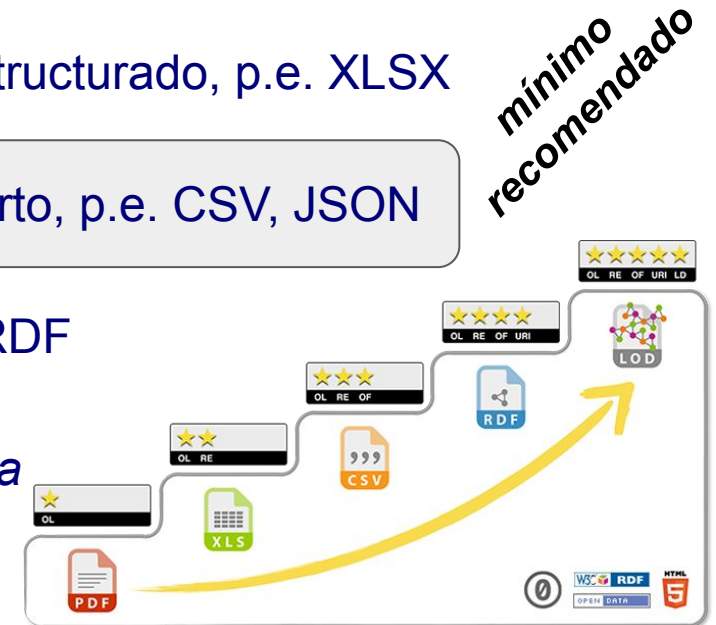 tructurado, p.e. XLSX
mínimo
recomendado
rto, p.e. CSV, JSON
OL RE OF URI LD
RDF
OL RE OF URI
LOD
OL RE OF
RDF
OL RE
CSV
a
OL
XLS
PDF
W3C RDF
OPEN DATA
HTML
5